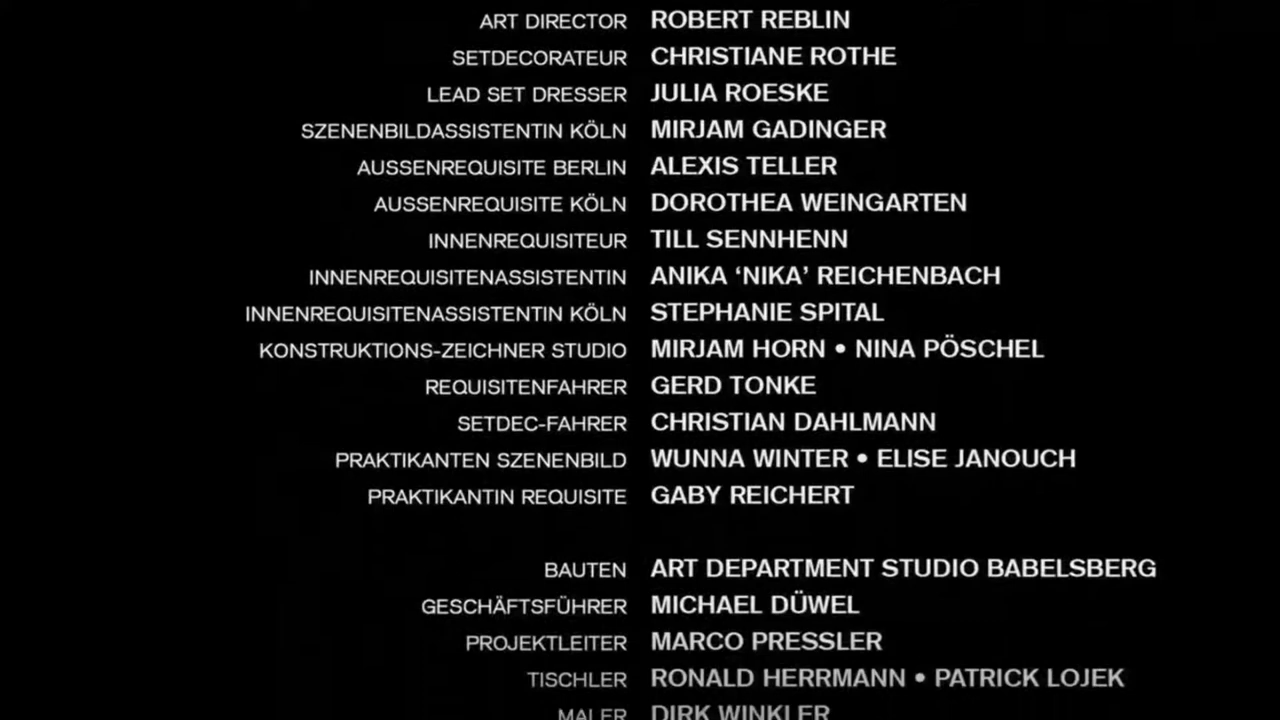 ART DIRECTOR ROBERT REBLIN
SETDECORATEUR CHRISTIANE ROTHE
LEAD SET DRESSER JULIA ROESKE
SZENENBILDASSISTENTIN KÖLN MIRJAM GADINGER
AUSSENREQUISITE BERLIN ALEXIS TELLER
AUSSENREQUISITE KÖLN DOROTHEA WEINGARTEN
INNENREQUISITEUR TILL SENNHENN
INNENREQUISITENASSISTENTIN ANIKA ‘NIKA’ REICHENBACH
INNENREQUISITENASSISTENTIN KÖLN STEPHANIE SPITAL
KONSTRUKTIONS-ZEICHNER STUDIO MIRJAM HORN • NINA PÖSCHEL
REQUISITENFAHRER GERD TONKE
SETDEC-FAHRER CHRISTIAN DAHLMANN
PRAKTIKANTEN SZENENBILD WUNNA WINTER • ELISE JANOUCH
PRAKTIKANTIN REQUISITE GABY REICHERT
BAUTEN ART DEPARTMENT STUDIO BABELSBERG
GESCHÄFTSFÜHRER MICHAEL DÜWEL
PROJEKTLEITER MARCO PRESSLER
TISCHLER RONALD HERRMANN • PATRICK LOJEK
MALER DIRK WINKLER